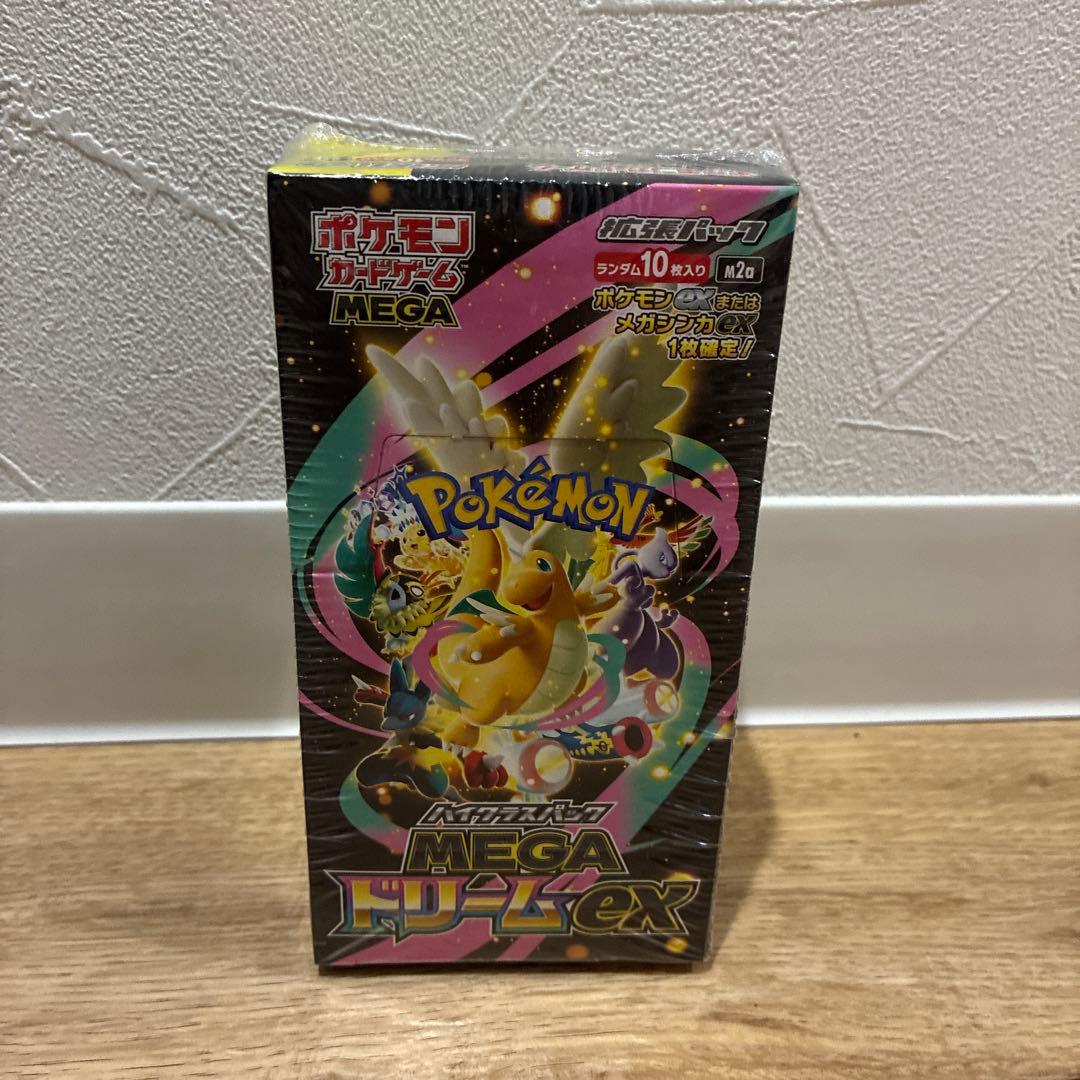 ポケモン
カードゲーム
MEGA
拡張パック
ランダム10枚入り M2a
ポケモンexまたは
メガシンカex
1枚確定!
POKéMON
ハイクラスパック
MEGA
ドリームex